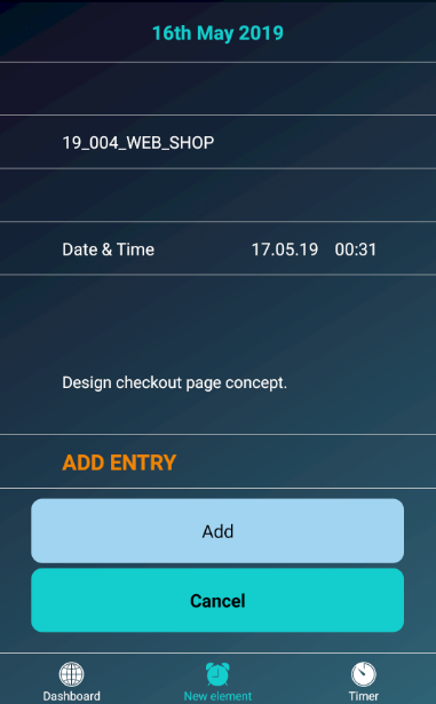 16th May 2019
19_004_WEB_SHOP
Date & Time 17.05.19 00:31
Design checkout page concept.
ADD ENTRY
Add
Cancel
Dashboard New element Timer